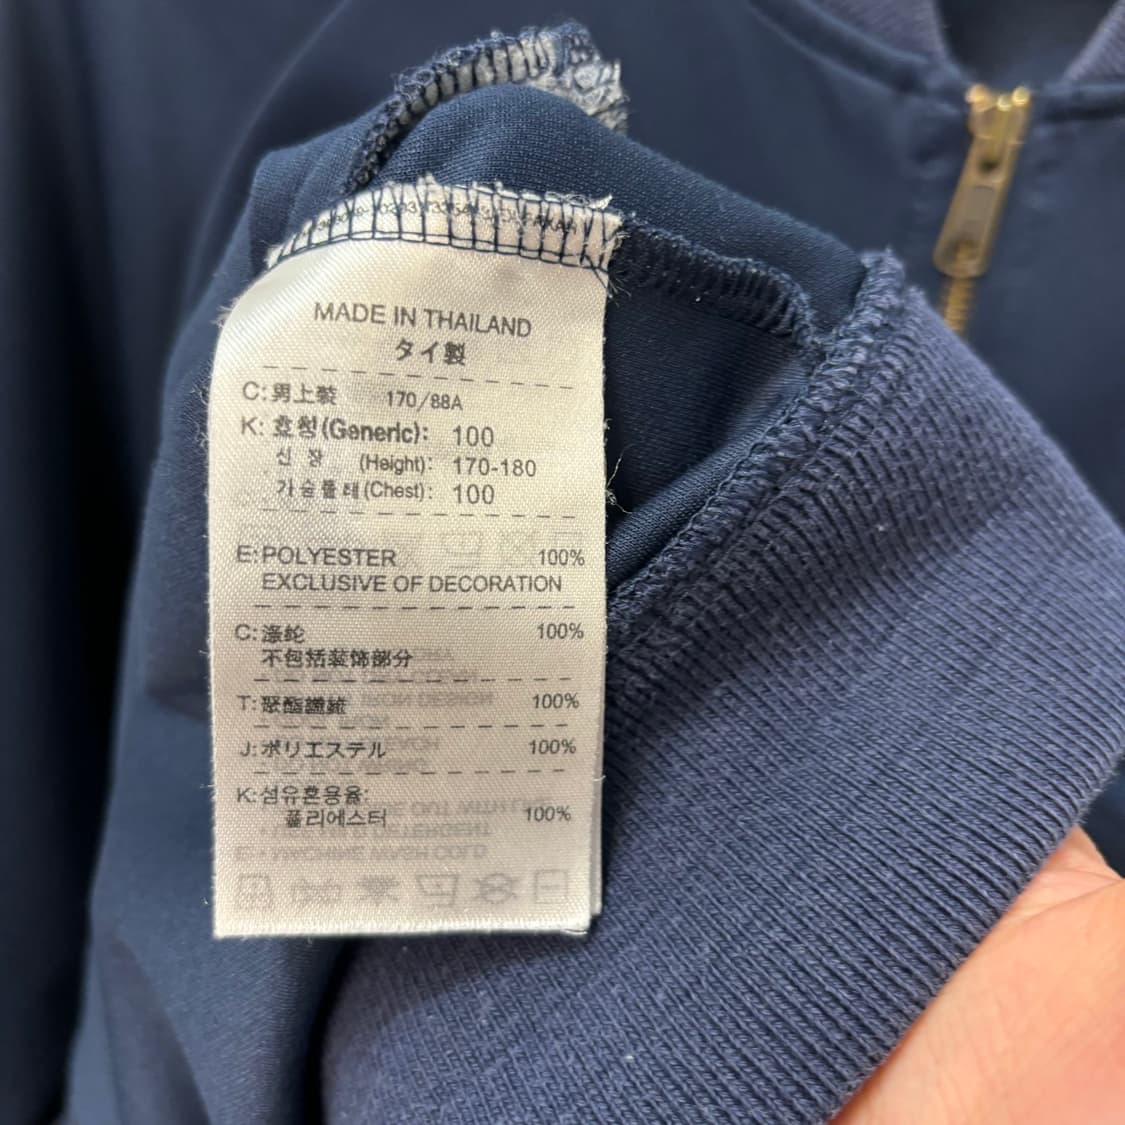 MADE IN THAILAND
タイ製
C:男上裝 170/88A
K: 호칭(Generic): 100
신 장 (Height): 170-180
가슴둘레(Chest): 100
E:POLYESTER 100%
EXCLUSIVE OF DECORATION
C:涤纶 100%
不包括装饰部分
T:聚酯纖維 100%
J:ポリエステル 100%
K:섬유혼용율:
폴리에스터 100%